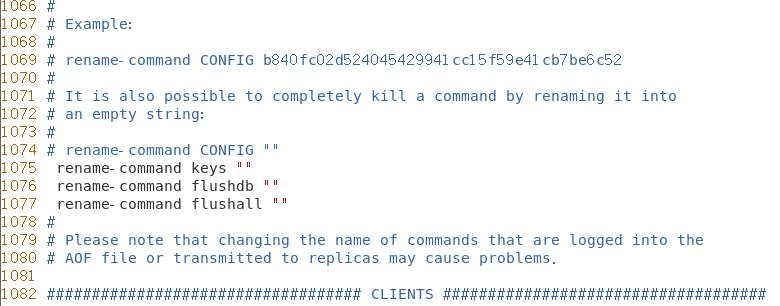 1066 #
1067 # Example:
1068 #
1069 # rename-command CONFIG b840fc02d524045429941cc15f59e41cb7be6c52
1070 #
1071 # It is also possible to completely kill a command by renaming it into
1072 # an empty string:
1073 #
1074 # rename-command CONFIG ""
1075  rename-command keys ""
1076  rename-command flushdb ""
1077  rename-command flushall ""
1078 #
1079 # Please note that changing the name of commands that are logged into the
1080 # AOF file or transmitted to replicas may cause problems.
1081
1082 ################################### CLIENTS ####################################